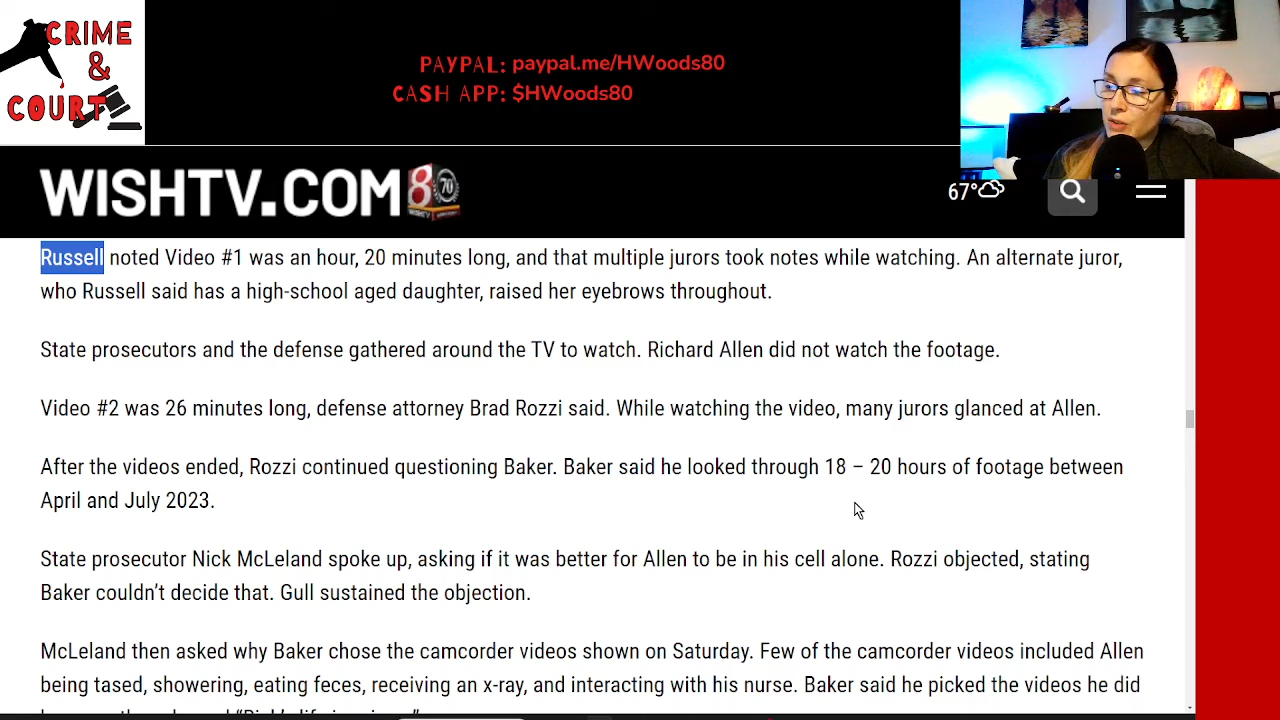 CRIME
&
COURT
PAYPAL: paypal.me/HWoods80
CASH APP: $HWoods80
WISHTV.COM 8 70
67°
Russell noted Video #1 was an hour, 20 minutes long, and that multiple jurors took notes while watching. An alternate juror,
who Russell said has a high-school aged daughter, raised her eyebrows throughout.
State prosecutors and the defense gathered around the TV to watch. Richard Allen did not watch the footage.
Video #2 was 26 minutes long, defense attorney Brad Rozzi said. While watching the video, many jurors glanced at Allen.
After the videos ended, Rozzi continued questioning Baker. Baker said he looked through 18 – 20 hours of footage between
April and July 2023.
State prosecutor Nick McLeland spoke up, asking if it was better for Allen to be in his cell alone. Rozzi objected, stating
Baker couldn't decide that. Gull sustained the objection.
McLeland then asked why Baker chose the camcorder videos shown on Saturday. Few of the camcorder videos included Allen
being tased, showering, eating feces, receiving an x-ray, and interacting with his nurse. Baker said he picked the videos he did